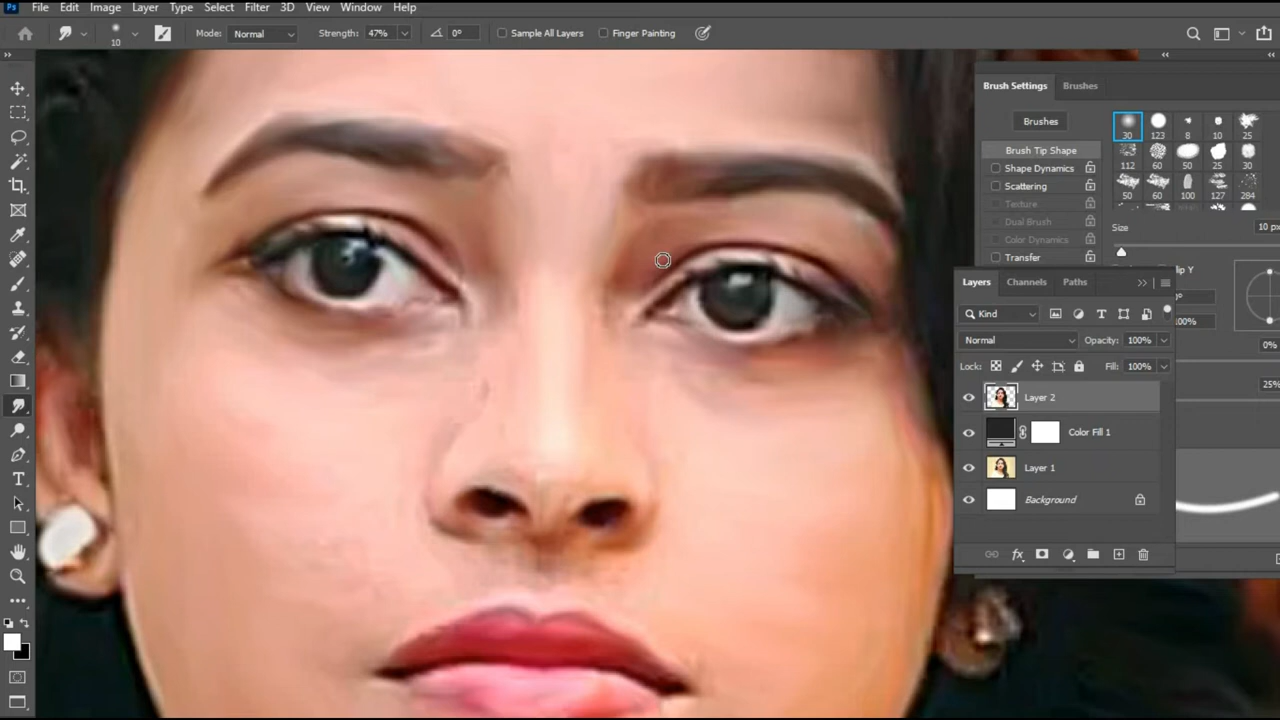 Ps File Edit Image Layer Type Select Filter 3D View Window Help
10 Mode: Normal Strength: 47% 0° Sample All Layers Finger Painting
Brush Settings Brushes
Brushes
30 123 8 10 25
Brush Tip Shape
112 60 50 25 30
Shape Dynamics
Scattering
50 60 100 127 284
Texture
Dual Brush
Size 10 px
Color Dynamics
Transfer
lip Y
Layers Channels Paths
0°
Kind
100%
Normal Opacity: 100%
0%
Lock: Fill: 100%
25%
Layer 2
Color Fill 1
Layer 1
Background
fx
T